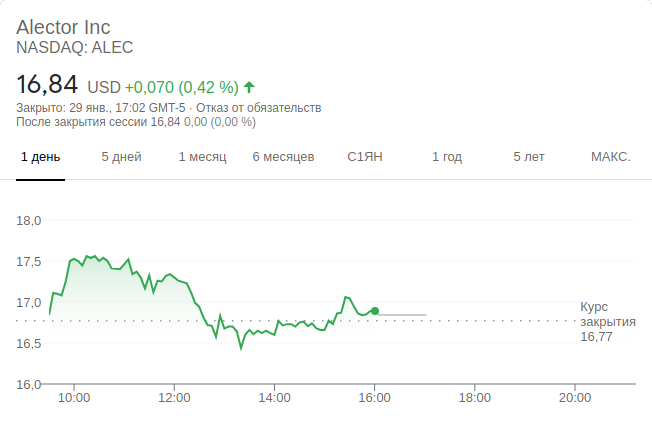 Alector Inc
NASDAQ: ALEC
16,84 USD +0,070 (0,42 %)
Закрыто: 29 янв., 17:02 GMT-5 · Отказ от обязательств
После закрытия сессии 16,84 0,00 (0,00 %)
1 день 5 дней 1 месяц 6 месяцев С1ЯН 1 год 5 лет МАКС.
18,0
17,5
17,0
16,5
16,0
Курс
закрытия
16,77
10:00 12:00 14:00 16:00 18:00 20:00